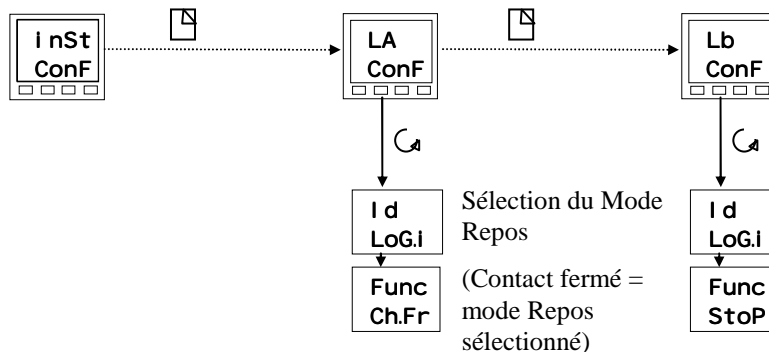 inSt
ConF
LA
ConF
Lb
ConF
Id
LoG.i
Sélection du Mode
Repos
Id
LoG.i
Func
Ch.Fr
(Contact fermé =
mode Repos
sélectionné)
Func
StoP